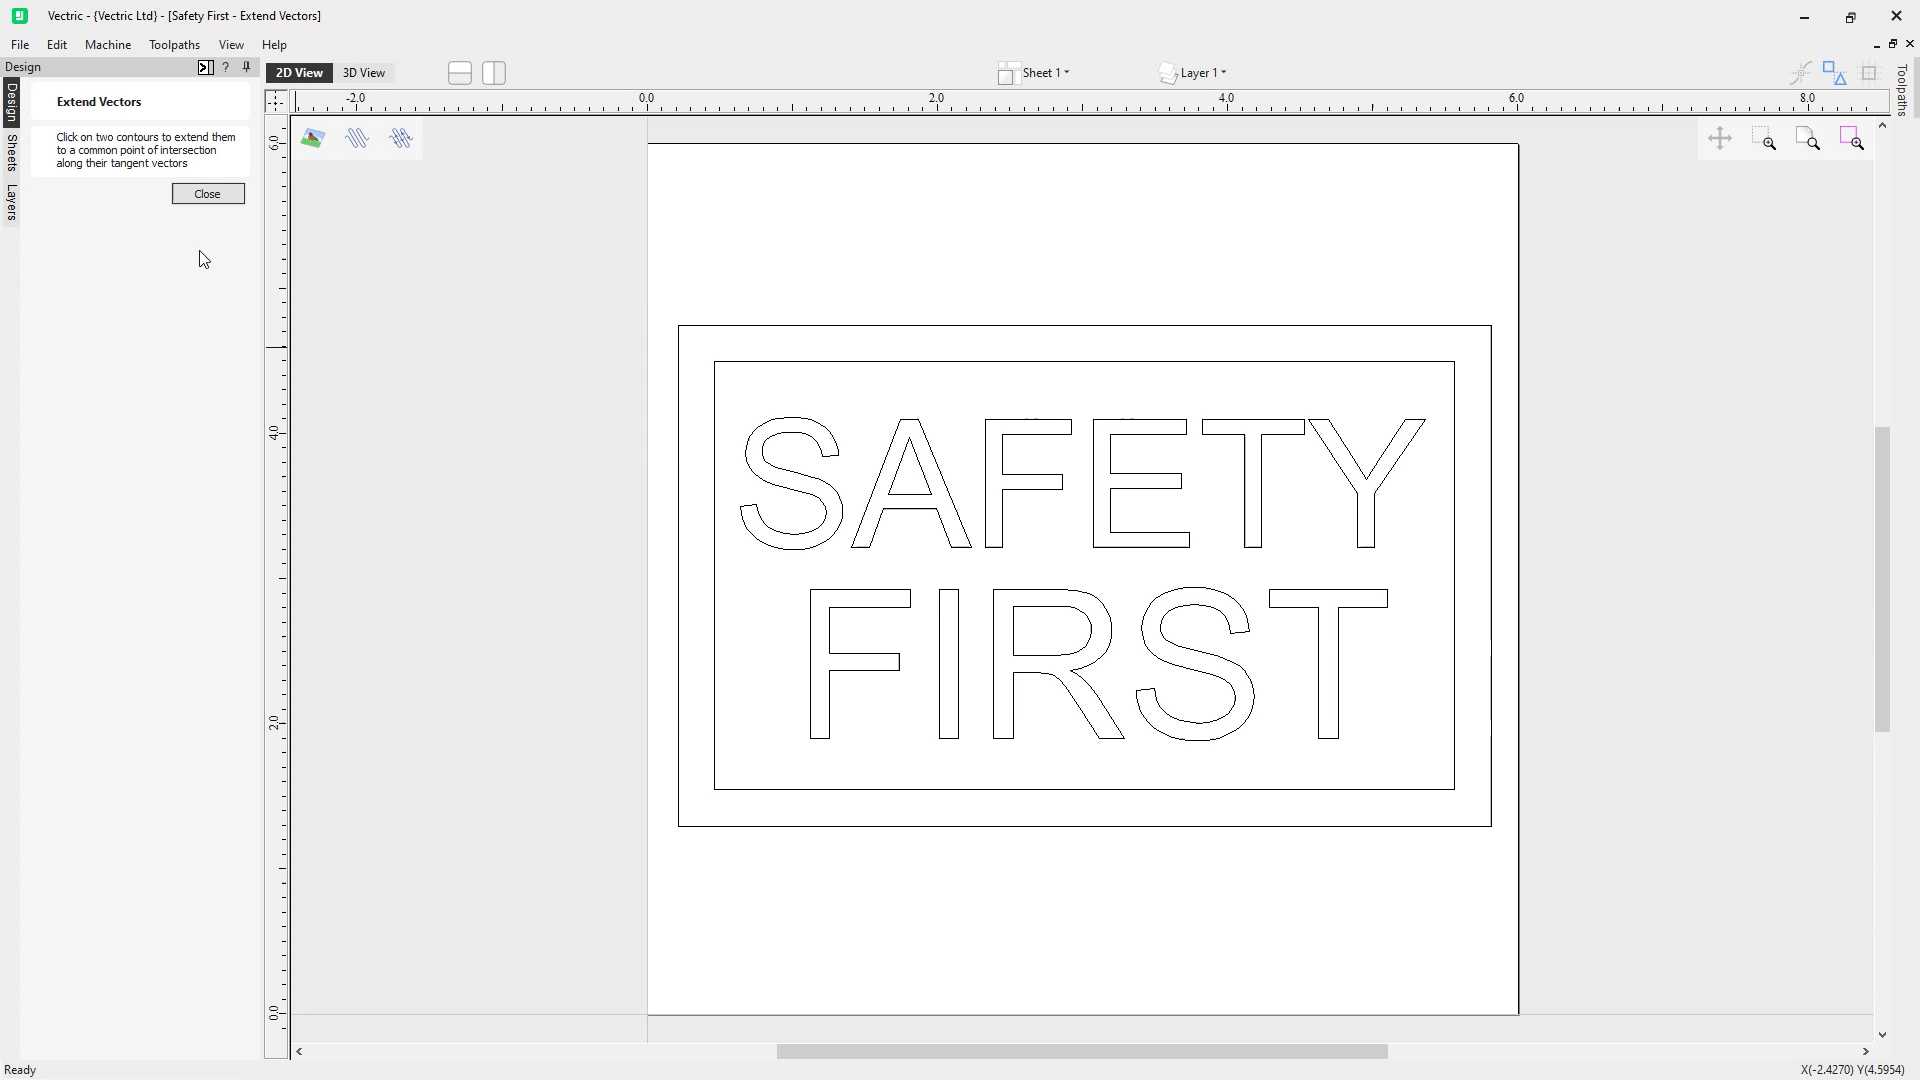 Vectric - {Vectric Ltd} - [Safety First - Extend Vectors]
File Edit Machine Toolpaths View Help
Design ?
2D View 3D View Sheet 1 Layer 1
Toolpaths
Design
Sheets
Layers
Extend Vectors
Click on two contours to extend them
to a common point of intersection
along their tangent vectors
Close
-2.0 0.0 2.0 4.0 6.0 8.0
6.0
4.0
2.0
0.0
SAFETY
FIRST
Ready X(-2.4270) Y(4.5954)